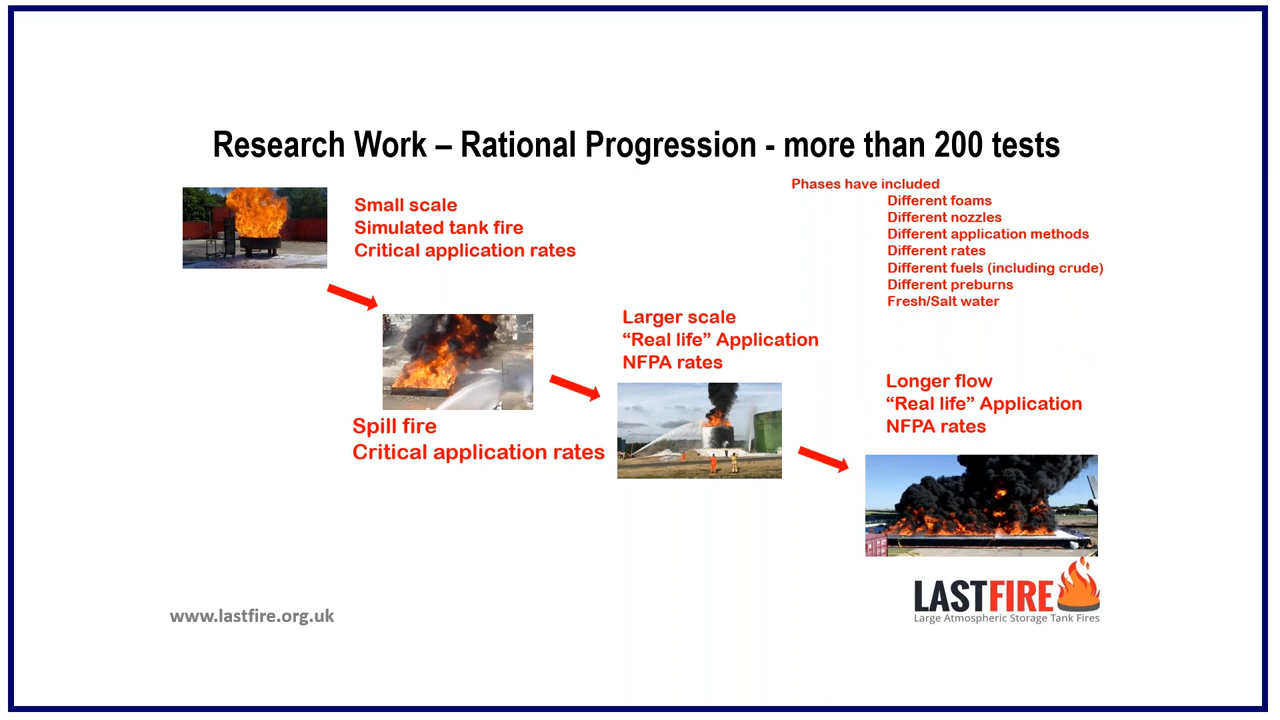 Research Work – Rational Progression - more than 200 tests
Phases have included
Different foams
Different nozzles
Different application methods
Different rates
Different fuels (including crude)
Different preburns
Fresh/Salt water
Small scale
Simulated tank fire
Critical application rates
Spill fire
Critical application rates
Larger scale
“Real life” Application
NFPA rates
Longer flow
“Real life” Application
NFPA rates
www.lastfire.org.uk
LASTFIRE
Large Atmospheric Storage Tank Fires